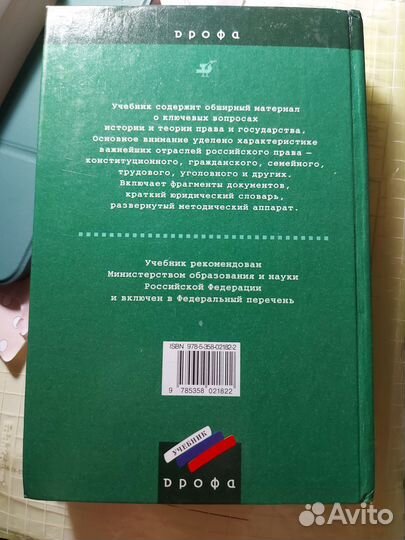 дрофа
Учебник содержит обширный материал
о ключевых вопросах
истории и теории права и государства.
Основное внимание уделено характеристике
важнейших отраслей российского права —
конституционного, гражданского, семейного,
трудового, уголовного и других.
Включает фрагменты документов,
краткий юридический словарь,
развернутый методический аппарат.
Учебник рекомендован
Министерством образования и науки
Российской Федерации
и включен в Федеральный перечень
ISBN 978-5-358-02182-2
9 785358 021822
УЧЕБНИК
дрофа
Avito